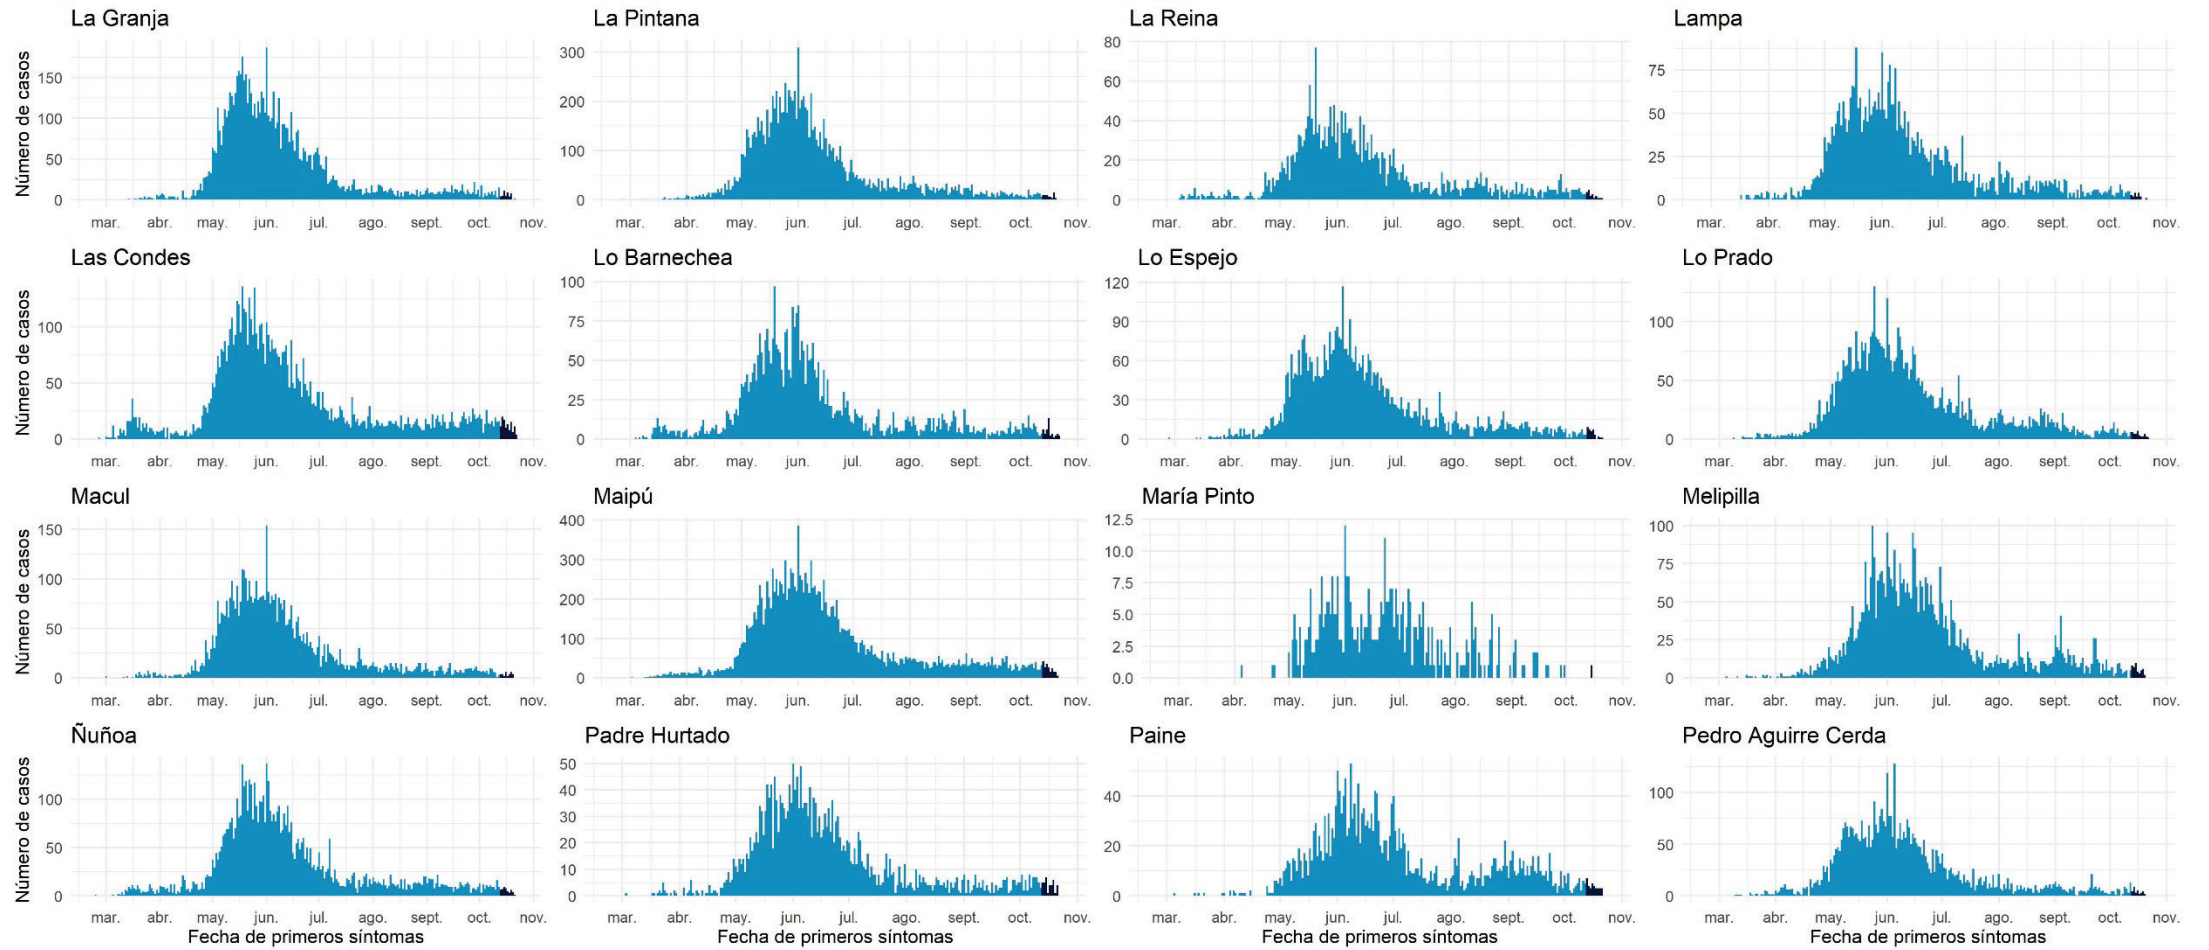 La Granja
La Pintana
La Reina
Lampa
Número de casos
150
100
50
0
300
200
100
0
80
60
40
20
0
75
50
25
0
mar. abr. may. jun. jul. ago. sept. oct. nov.
mar. abr. may. jun. jul. ago. sept. oct. nov.
mar. abr. may. jun. jul. ago. sept. oct. nov.
mar. abr. may. jun. jul. ago. sept. oct. nov.
Las Condes
Lo Barnechea
Lo Espejo
Lo Prado
Número de casos
100
50
0
100
75
50
25
0
120
90
60
30
0
100
50
0
mar. abr. may. jun. jul. ago. sept. oct. nov.
mar. abr. may. jun. jul. ago. sept. oct. nov.
mar. abr. may. jun. jul. ago. sept. oct. nov.
mar. abr. may. jun. jul. ago. sept. oct. nov.
Macul
Maipú
María Pinto
Melipilla
Número de casos
150
100
50
0
400
300
200
100
0
12.5
10.0
7.5
5.0
2.5
0.0
100
75
50
25
0
mar. abr. may. jun. jul. ago. sept. oct. nov.
mar. abr. may. jun. jul. ago. sept. oct. nov.
mar. abr. may. jun. jul. ago. sept. oct. nov.
mar. abr. may. jun. jul. ago. sept. oct. nov.
Ñuñoa
Padre Hurtado
Paine
Pedro Aguirre Cerda
Número de casos
100
50
0
50
40
30
20
10
0
40
20
0
100
50
0
mar. abr. may. jun. jul. ago. sept. oct. nov.
mar. abr. may. jun. jul. ago. sept. oct. nov.
mar. abr. may. jun. jul. ago. sept. oct. nov.
mar. abr. may. jun. jul. ago. sept. oct. nov.
Fecha de primeros síntomas
Fecha de primeros síntomas
Fecha de primeros síntomas
Fecha de primeros síntomas